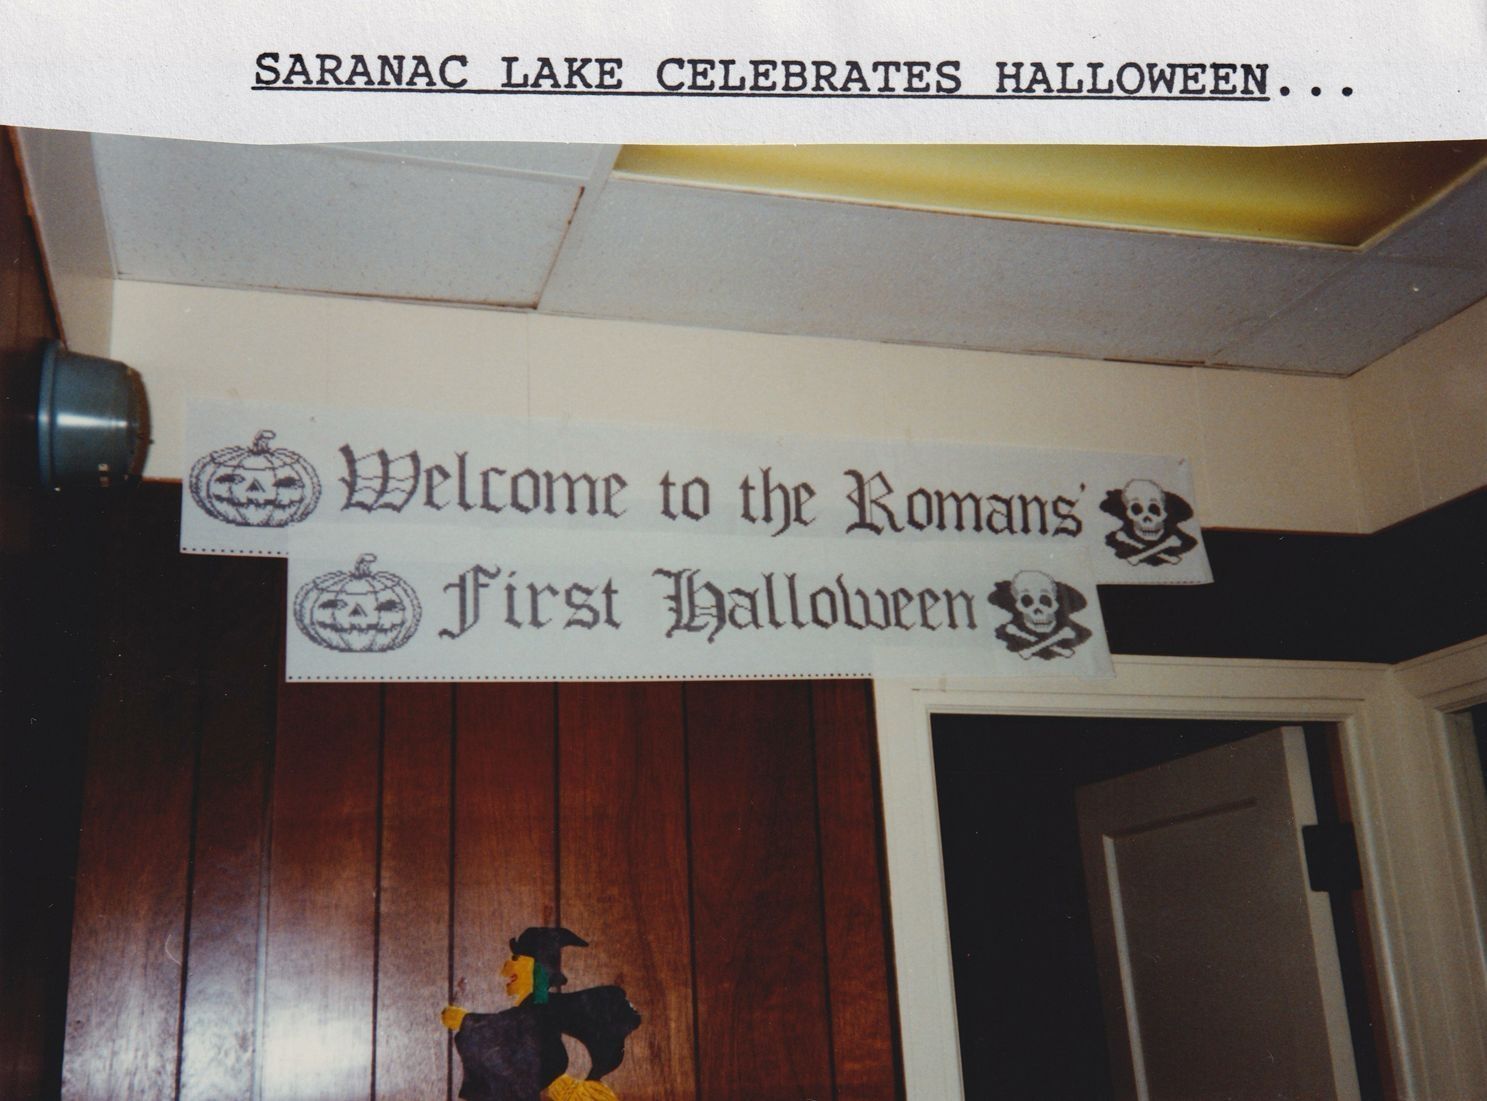 SARANAC LAKE CELEBRATES HALLOWEEN...
Welcome to the Romans'
First Halloween